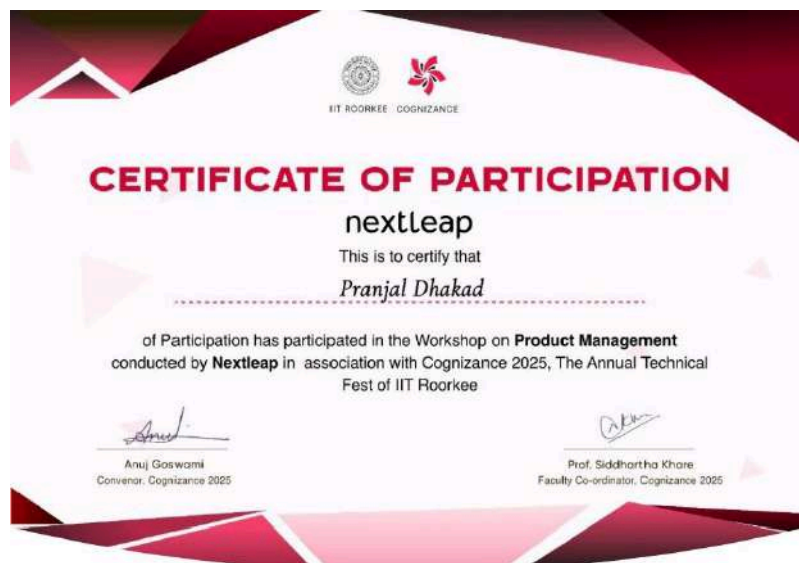 IIT ROORKEE COGNIZANCE
CERTIFICATE OF PARTICIPATION
nextleap
This is to certify that
Pranjal Dhakad
of Participation has participated in the Workshop on Product Management
conducted by Nextleap in association with Cognizance 2025, The Annual Technical
Fest of IIT Roorkee
Anuj Goswami
Convenor, Cognizance 2025
Prof. Siddhartha Khare
Faculty Co-ordinator, Cognizance 2025